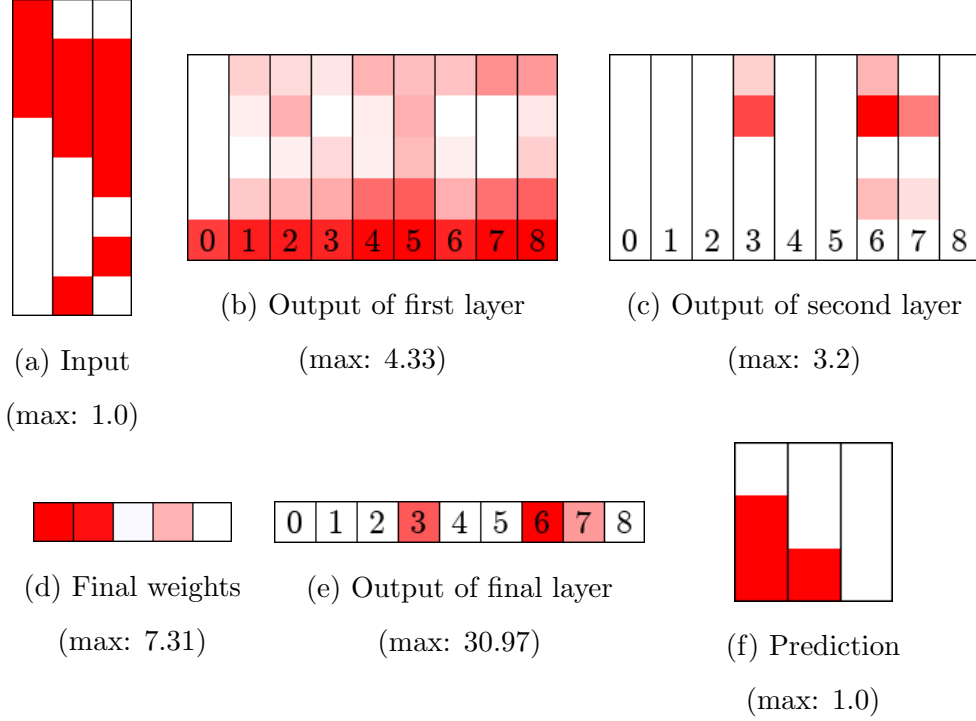 0 1 2 3 4 5 6 7 8
0 1 2 3 4 5 6 7 8
(b) Output of first layer
(max: 4.33)
(c) Output of second layer
(max: 3.2)
(a) Input
(max: 1.0)
0 1 2 3 4 5 6 7 8
(d) Final weights
(max: 7.31)
(e) Output of final layer
(max: 30.97)
(f) Prediction
(max: 1.0)